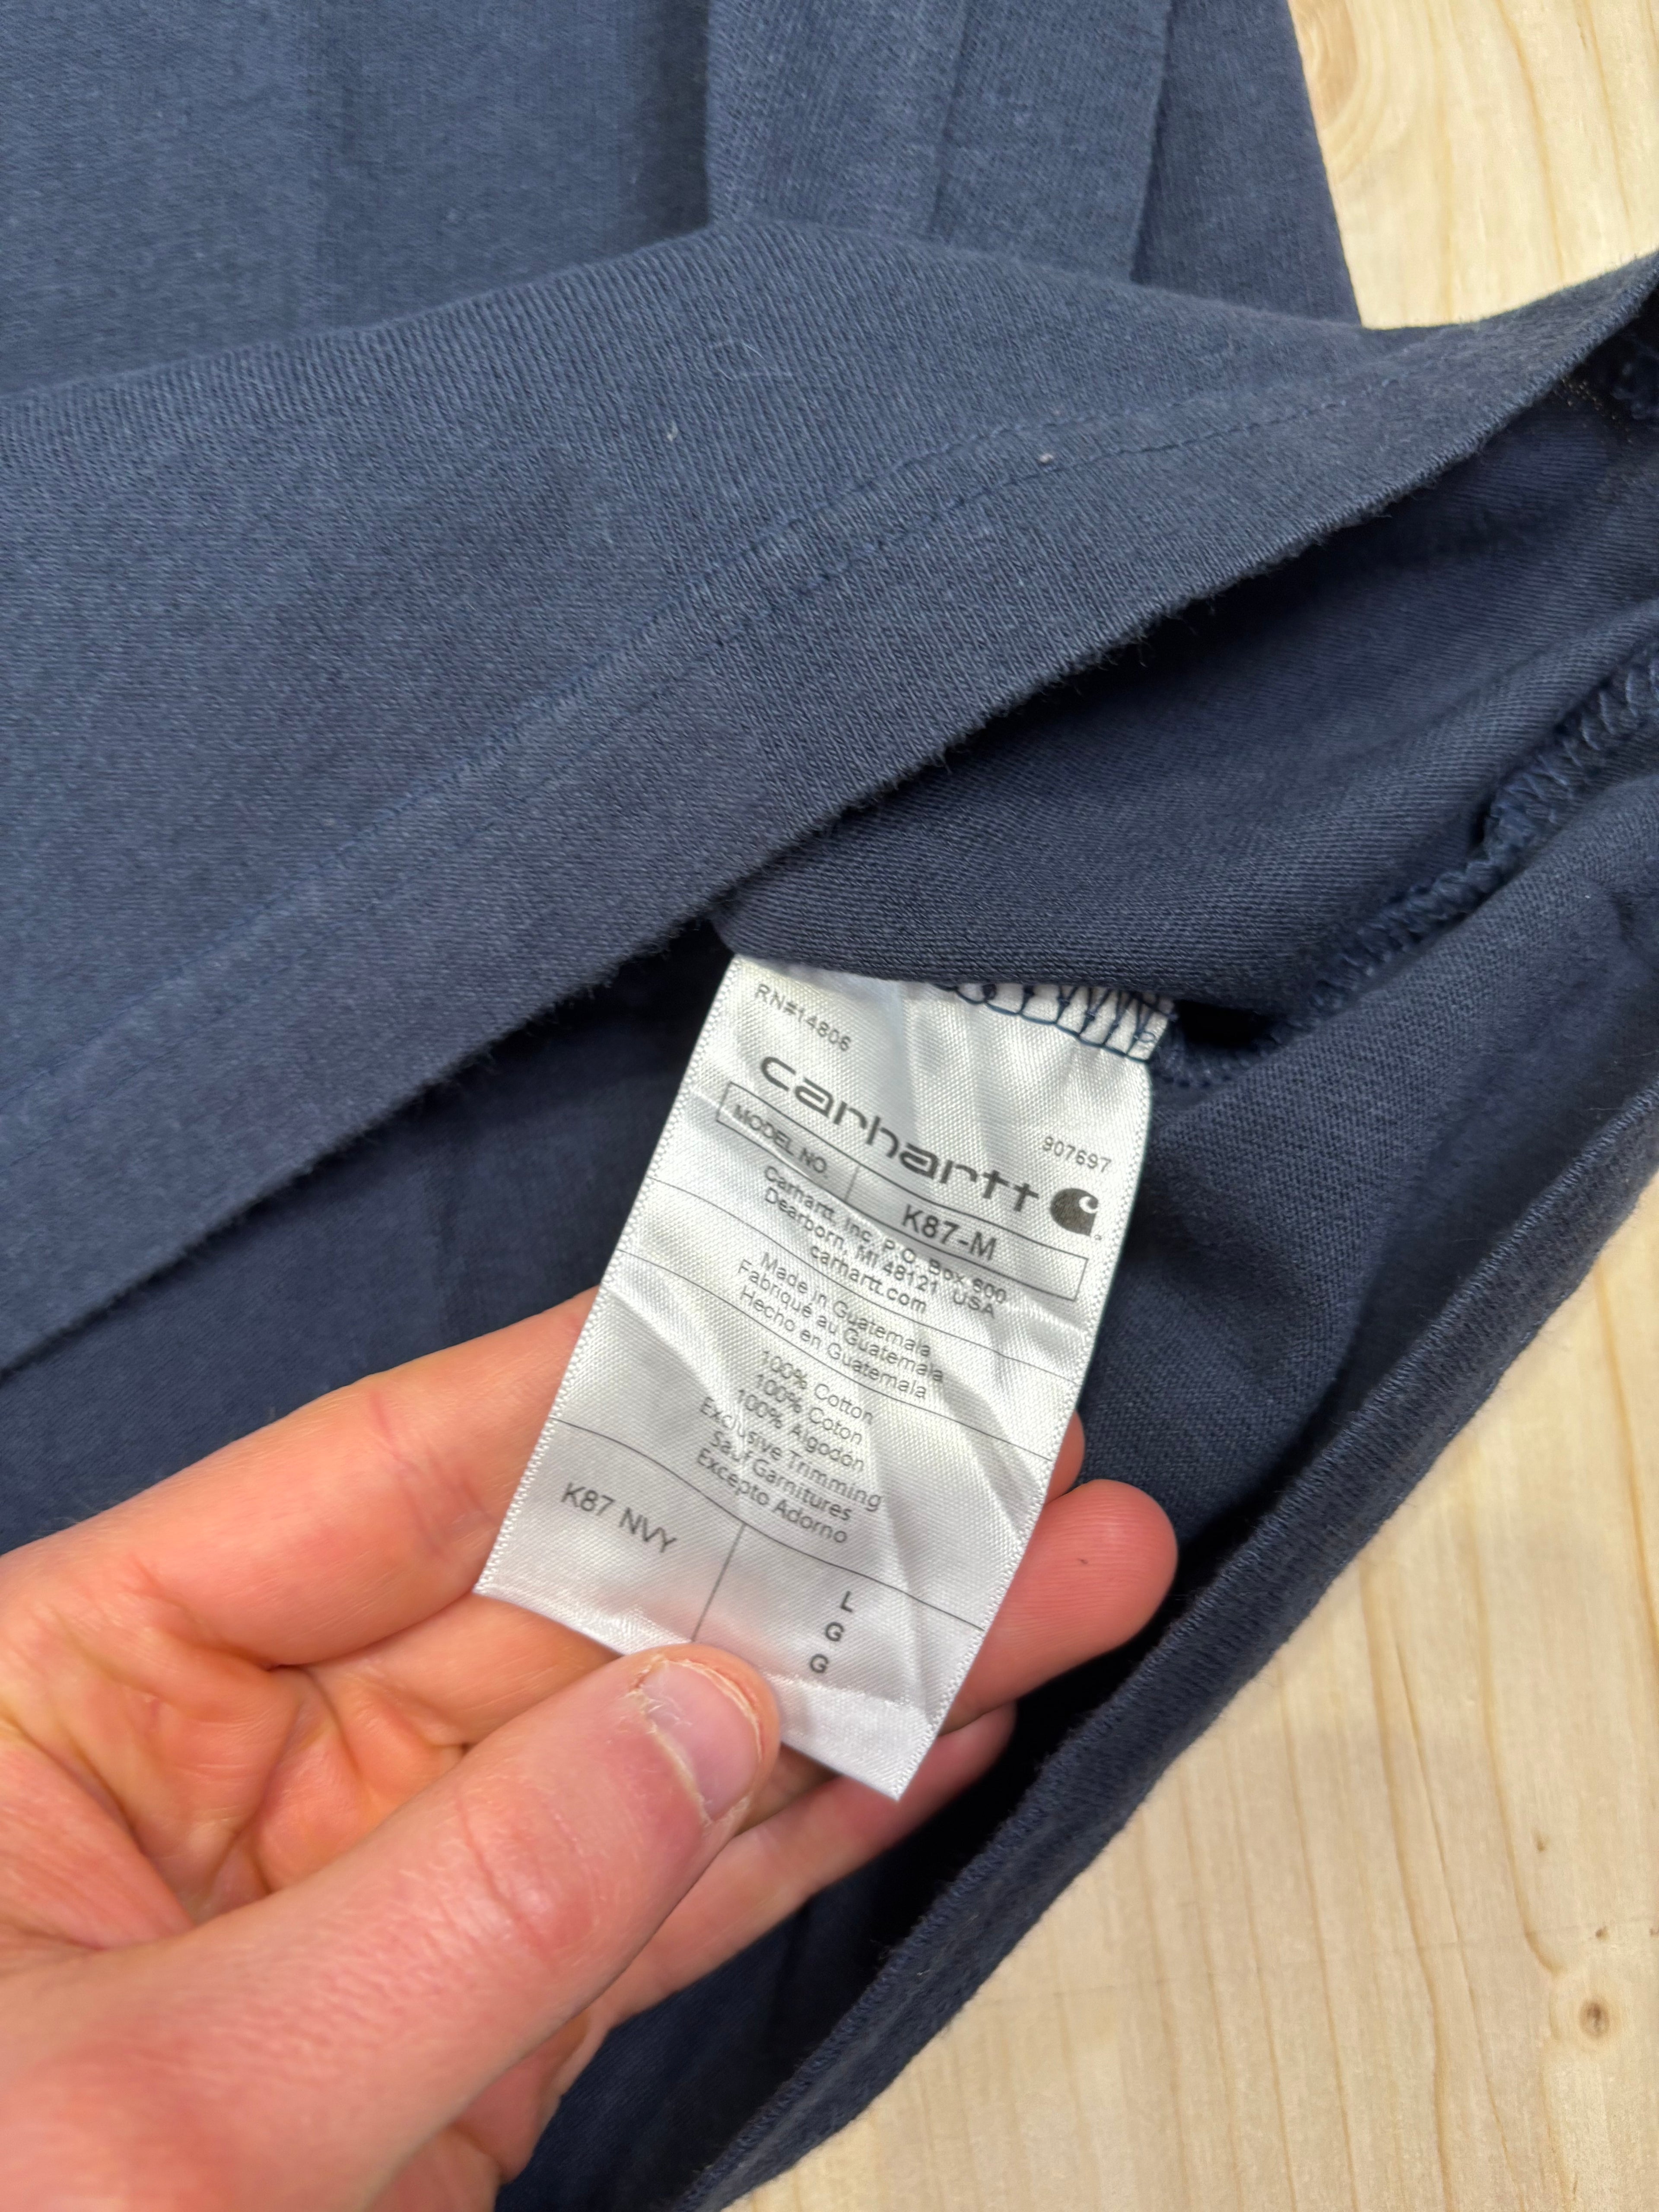 RN#14806
907697
carhartt
MODEL NO. K87-M
Carhartt, Inc. P.O. Box 600
Dearborn, MI 48121 USA
carhartt.com
Made in Guatemala
Fabriqué au Guatemala
Hecho en Guatemala
100% Cotton
100% Coton
100% Algodon
Exclusive Trimming
Sauf Garnitures
Excepto Adorno
K87 NVY
L
G
G